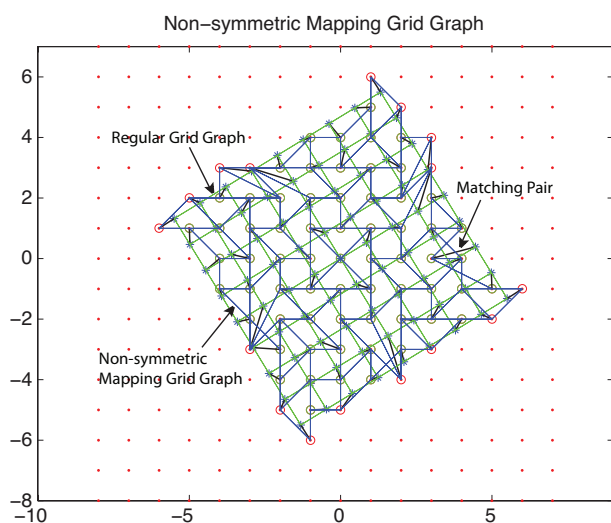 Non-symmetric Mapping Grid Graph
6
4
Regular Grid Graph
Matching Pair
2
0
−2
Non-symmetric
Mapping Grid Graph
−4
−6
−8
−10
−5
0
5